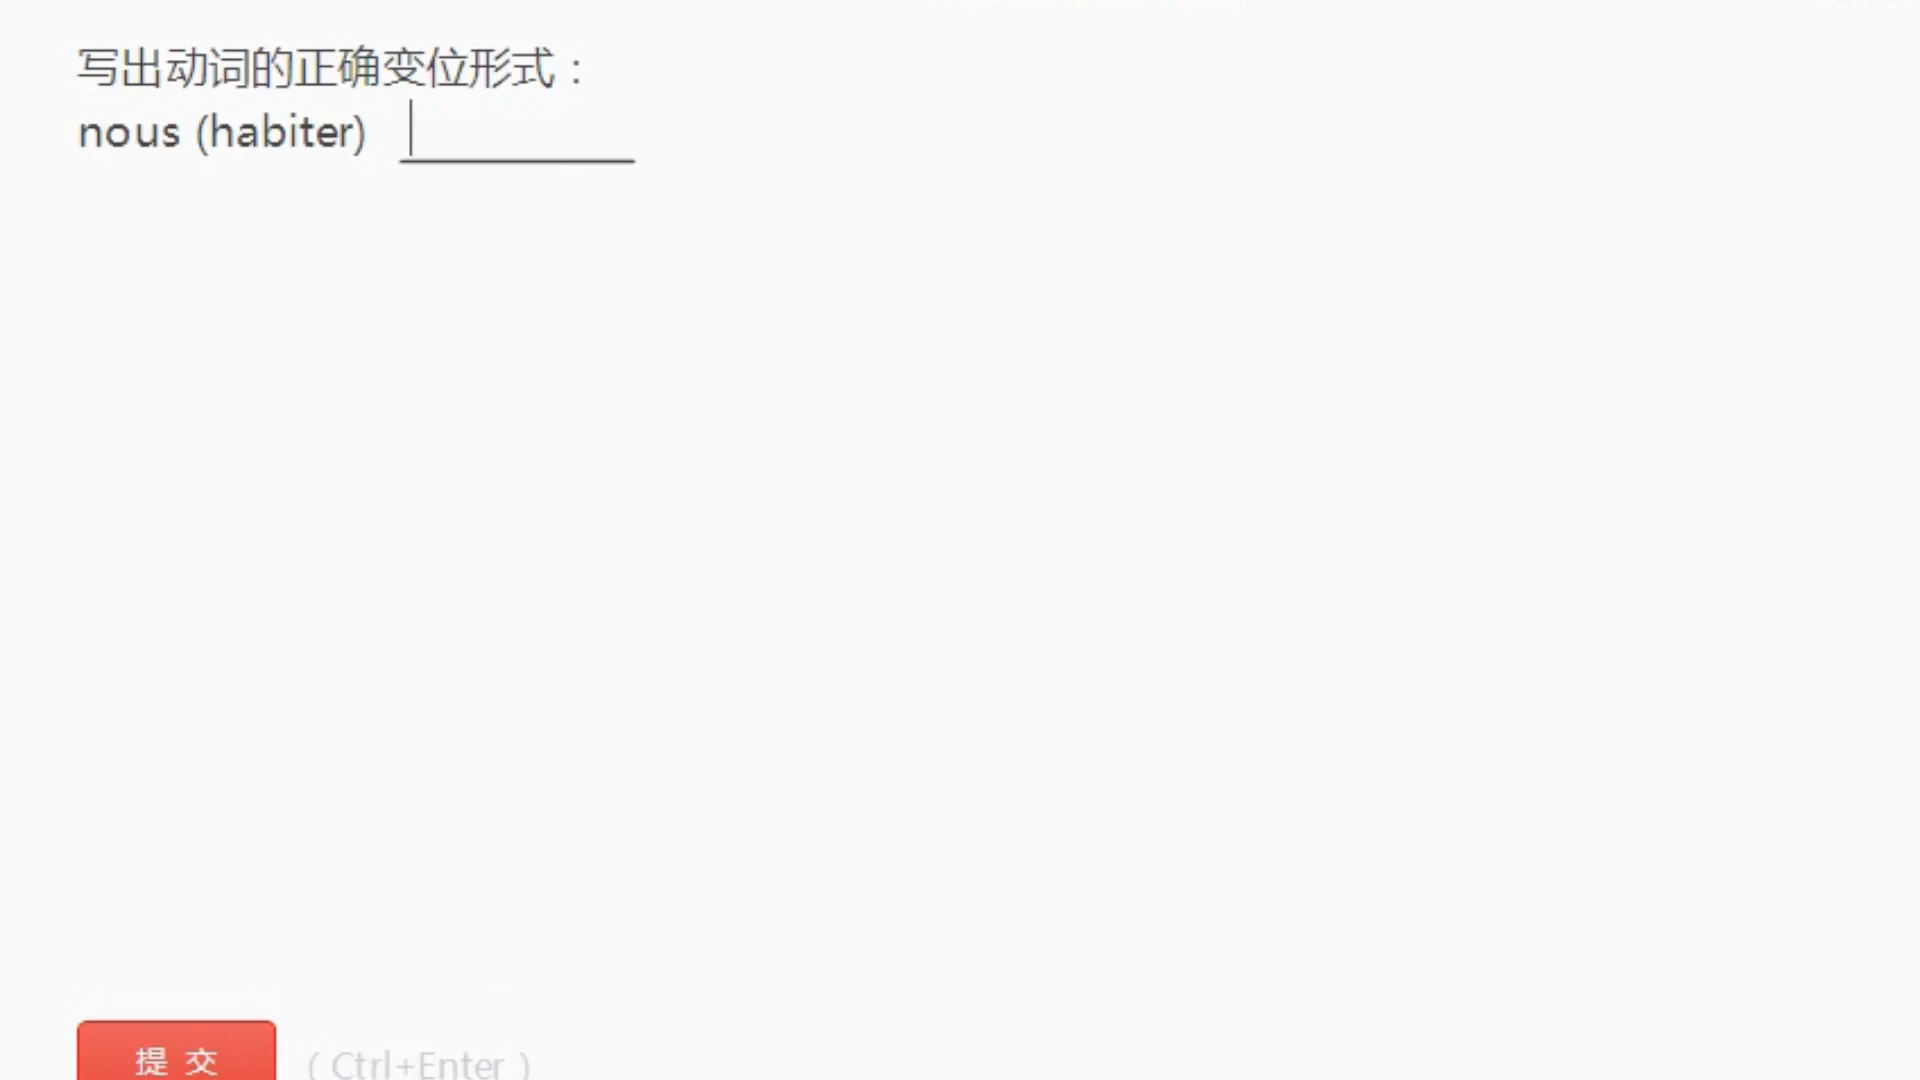 写出动词的正确变位形式：
nous (habiter)
提 交
( Ctrl+Enter )